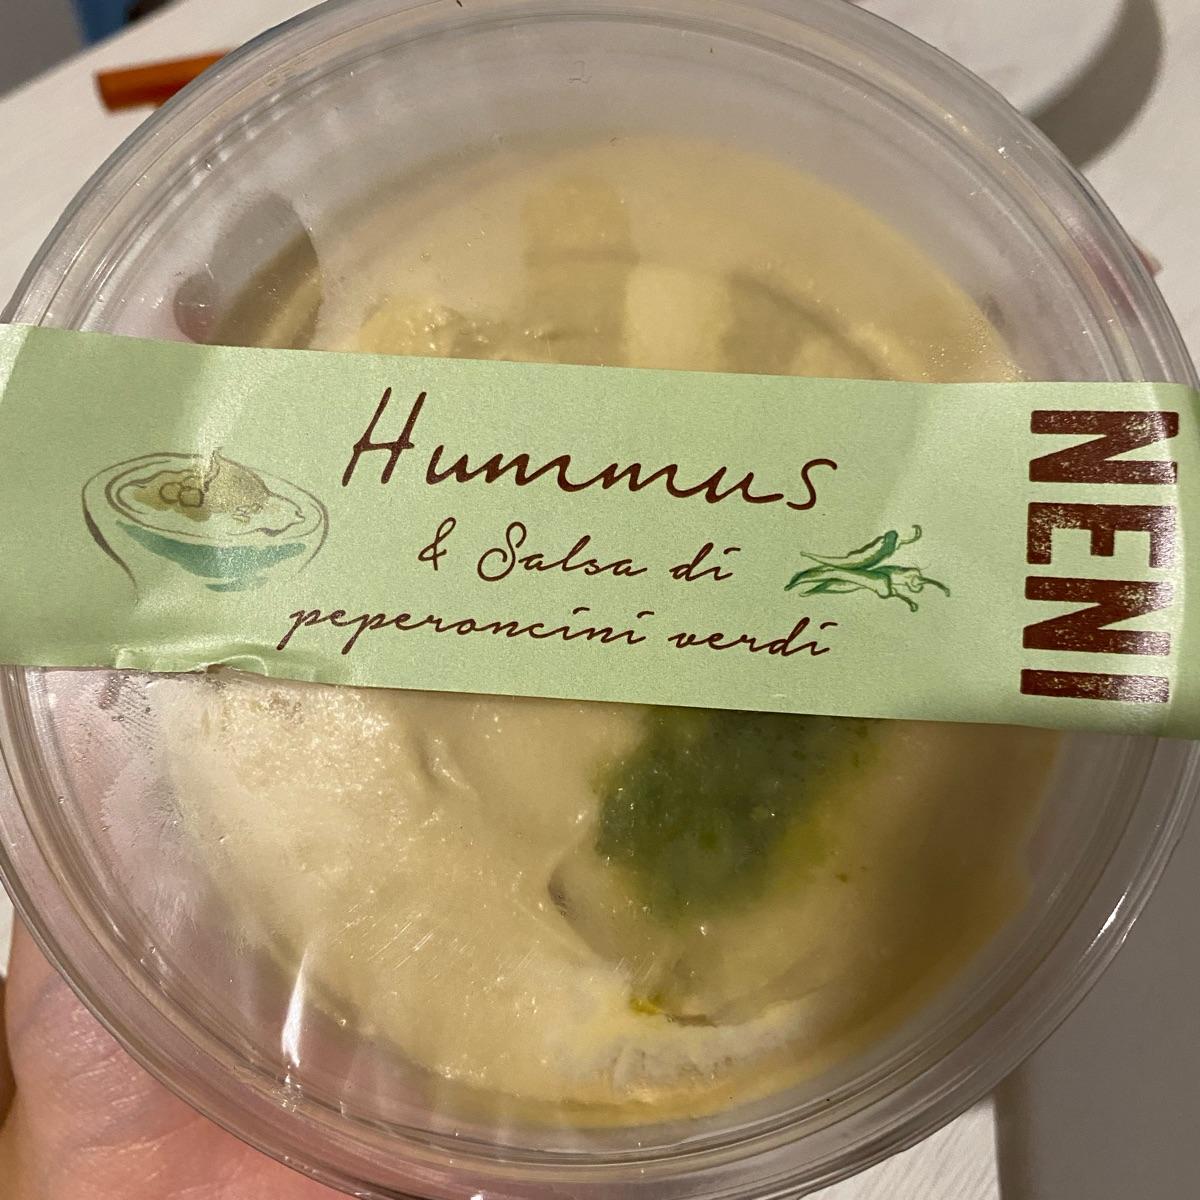 Hummus
& Salsa di
peperoncini verdi
NENI